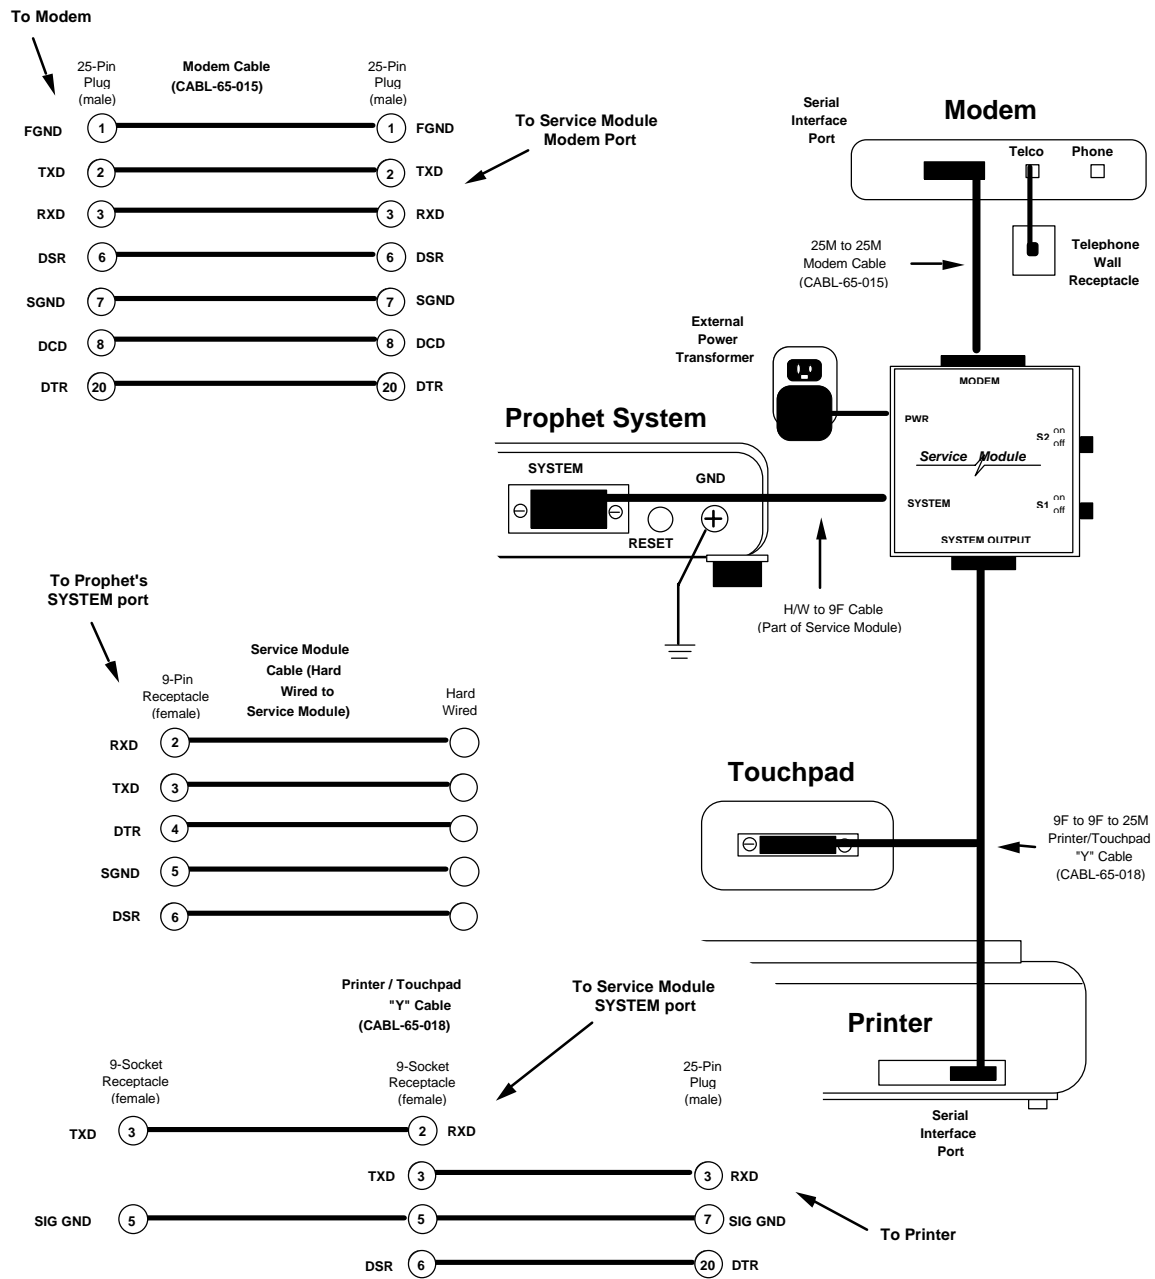 To Modem
25-Pin
Plug
(male)
Modem Cable
(CABL-65-015)
25-Pin
Plug
(male)
FGND 1 1 FGND
TXD 2 2 TXD
RXD 3 3 RXD
DSR 6 6 DSR
SGND 7 7 SGND
DCD 8 8 DCD
DTR 20 20 DTR
To Service Module
Modem Port
Serial
Interface
Port
Modem
Telco
Phone
25M to 25M
Modem Cable
(CABL-65-015)
Telephone
Wall
Receptacle
External
Power
Transformer
MODEM
PWR
S2 on
off
Service Module
SYSTEM
S1 on
off
SYSTEM OUTPUT
Prophet System
SYSTEM
GND
RESET
H/W to 9F Cable
(Part of Service Module)
To Prophet's
SYSTEM port
9-Pin
Receptacle
(female)
Service Module
Cable (Hard
Wired to
Service Module)
Hard
Wired
RXD 2
TXD 3
DTR 4
SGND 5
DSR 6
Touchpad
9F to 9F to 25M
Printer/Touchpad
"Y" Cable
(CABL-65-018)
Printer
Serial
Interface
Port
Printer / Touchpad
"Y" Cable
(CABL-65-018)
To Service Module
SYSTEM port
9-Socket
Receptacle
(female)
9-Socket
Receptacle
(female)
25-Pin
Plug
(male)
TXD 3 2 RXD
TXD 3 3 RXD
SIG GND 5 5 7 SIG GND
DSR 6 20 DTR
To Printer